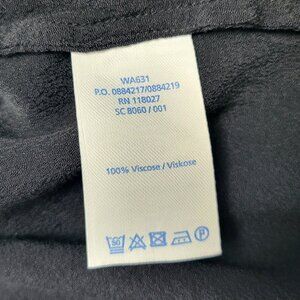 WA631
P.O. 0884217/0884219
RN 118027
SC 8060 / 001
100% Viscose / Viskose